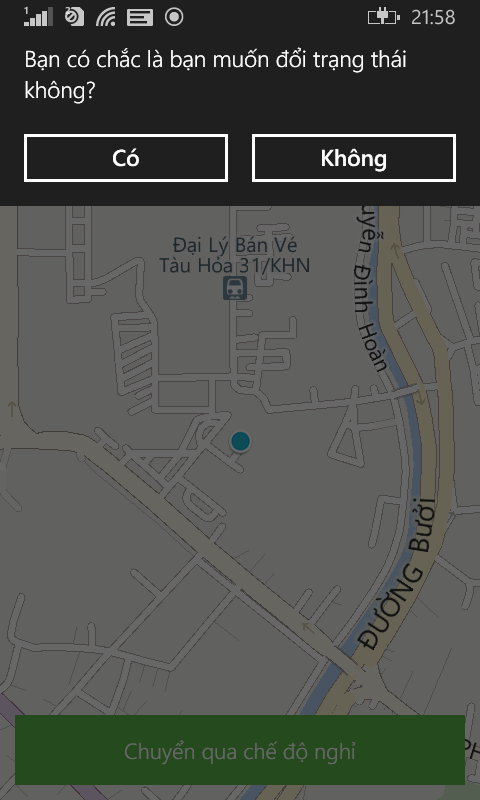 21:58
Bạn có chắc là bạn muốn đổi trạng thái
không?
Có
Không
Đại Lý Bán Vé
Tàu Hỏa 31/KHN
uyễn Đình Hoàn
ĐƯỜNG Bưởi
Chuyển qua chế độ nghỉ
PH